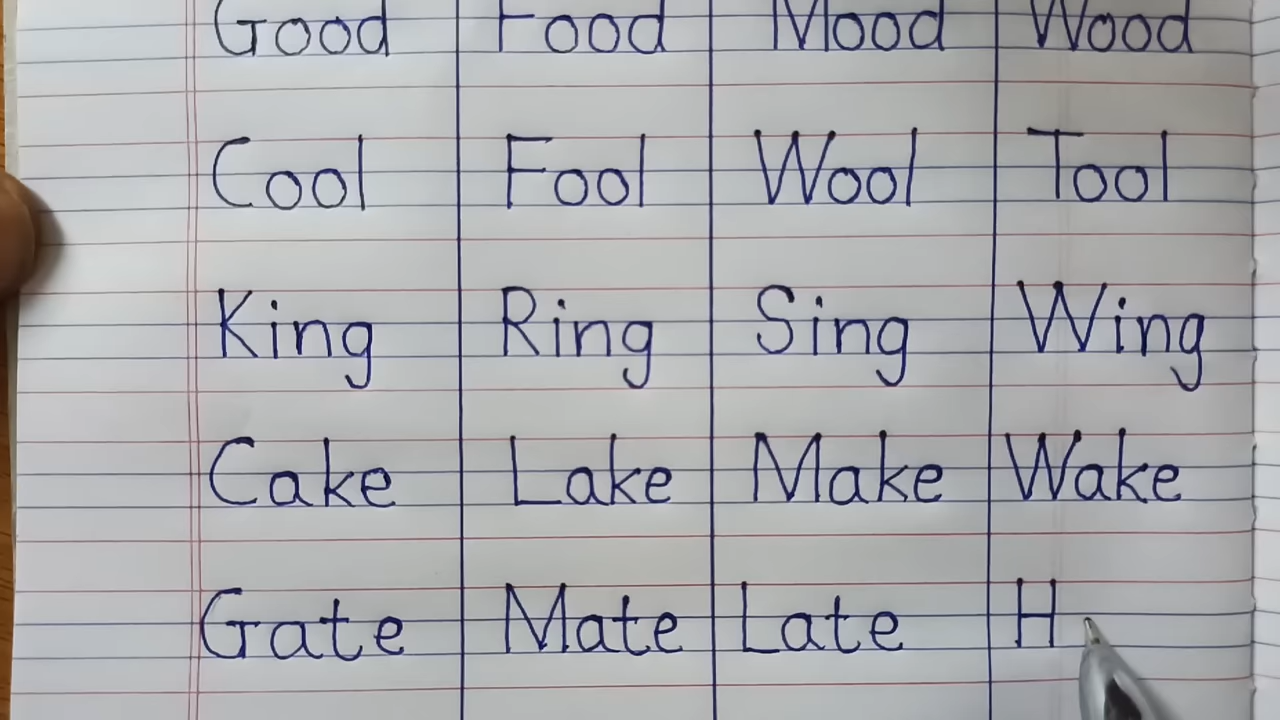 Good Food Mood Wood
Cool Fool Wool Tool
King Ring Sing Wing
Cake Lake Make Wake
Gate Mate Late H